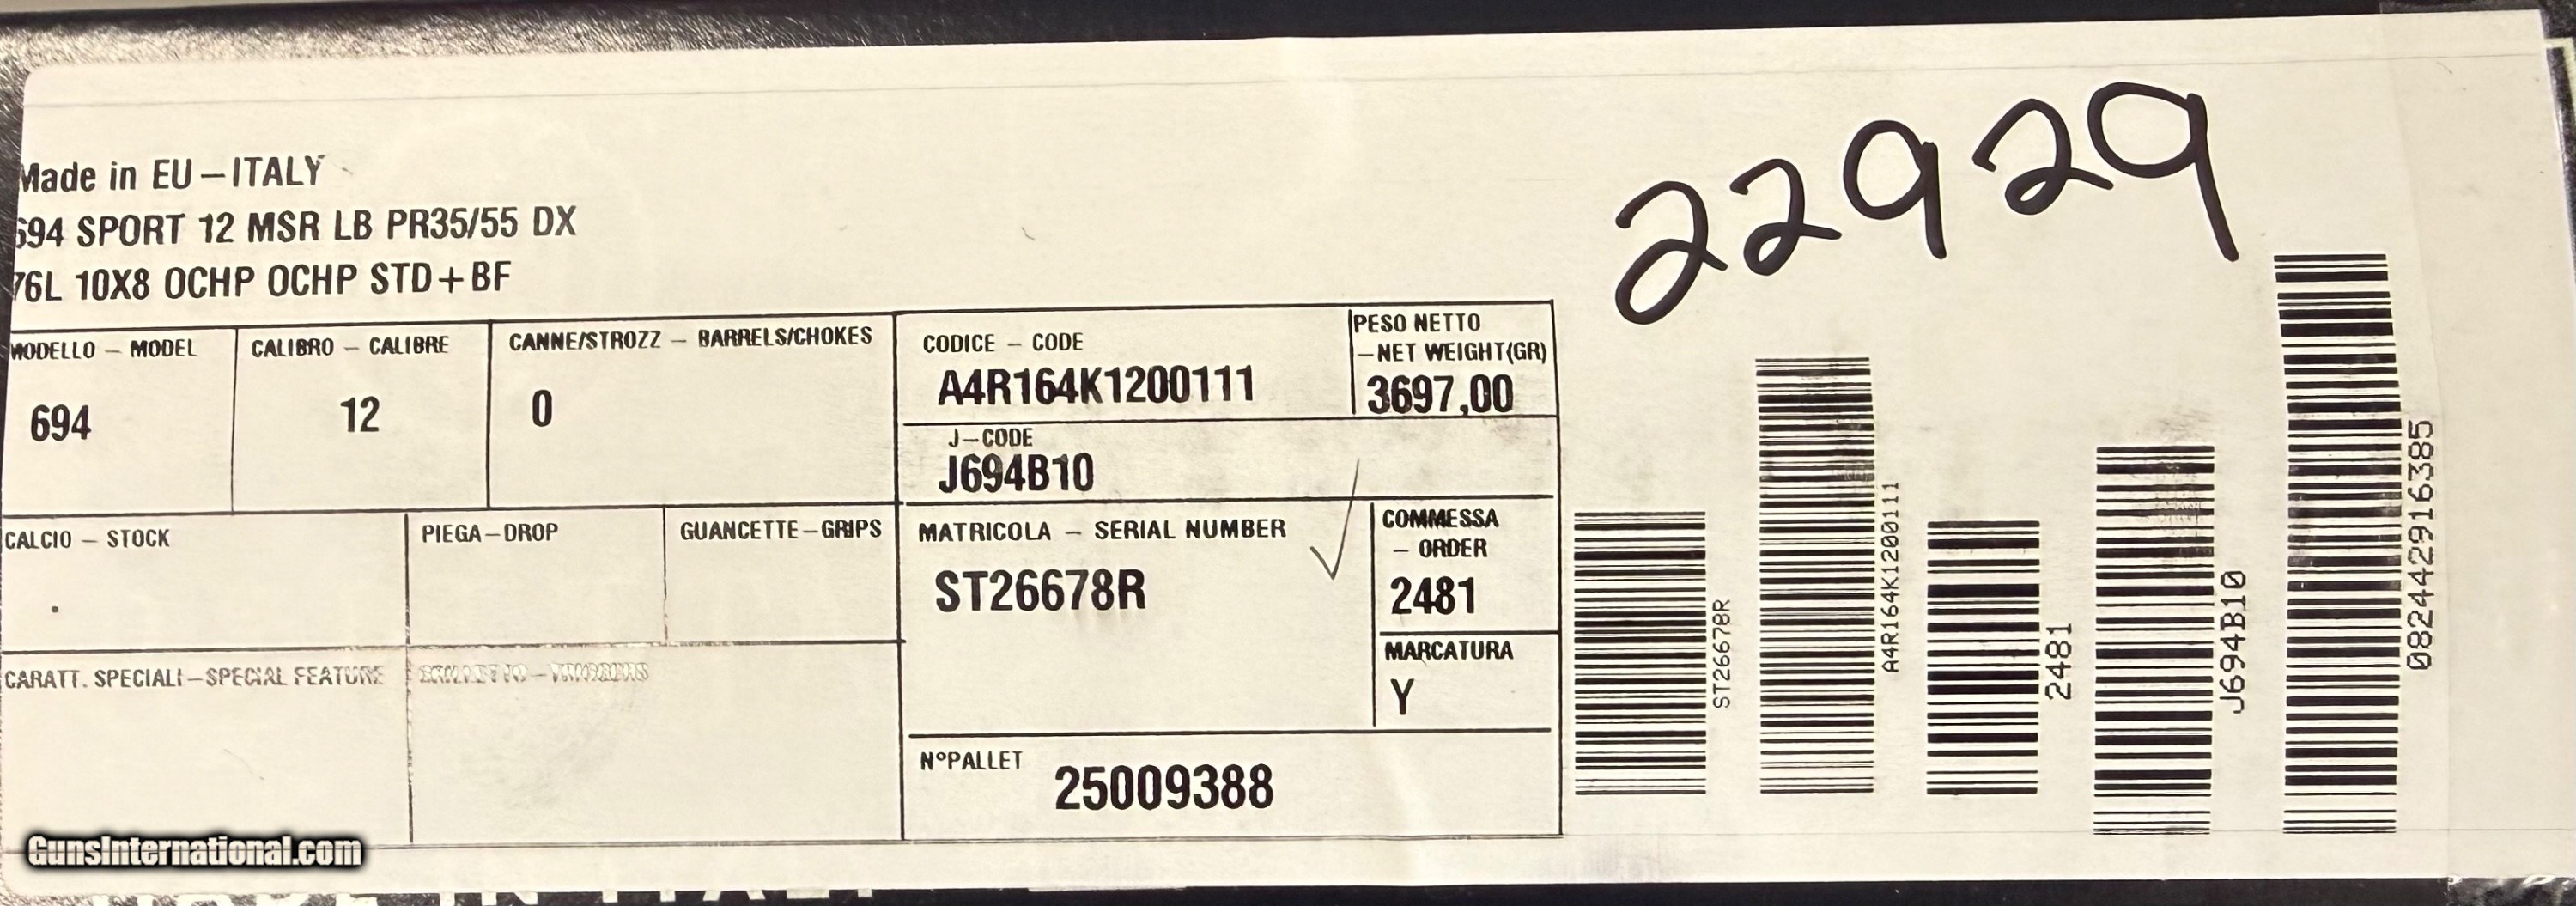 Made in EU–ITALY
694 SPORT 12 MSR LB PR35/55 DX
76L 10X8 OCHP OCHP STD+BF
22929
MODELLO – MODEL
694
CALIBRO – CALIBRE
12
CANNE/STROZZ – BARRELS/CHOKES
0
CODICE – CODE
A4R164K1200111
PESO NETTO
–NET WEIGHT(GR)
3697,00
J–CODE
J694B10
CALCIO – STOCK
.
PIEGA–DROP
GUANCETTE–GRIPS
MATRICOLA – SERIAL NUMBER
ST26678R
COMMESSA
– ORDER
2481
MARCATURA
Y
CARATT. SPECIALI–SPECIAL FEATURE
N°PALLET
25009388
ST26678R
A4R164K1200111
2481
J694B10
082442916385
GunsInternational.com